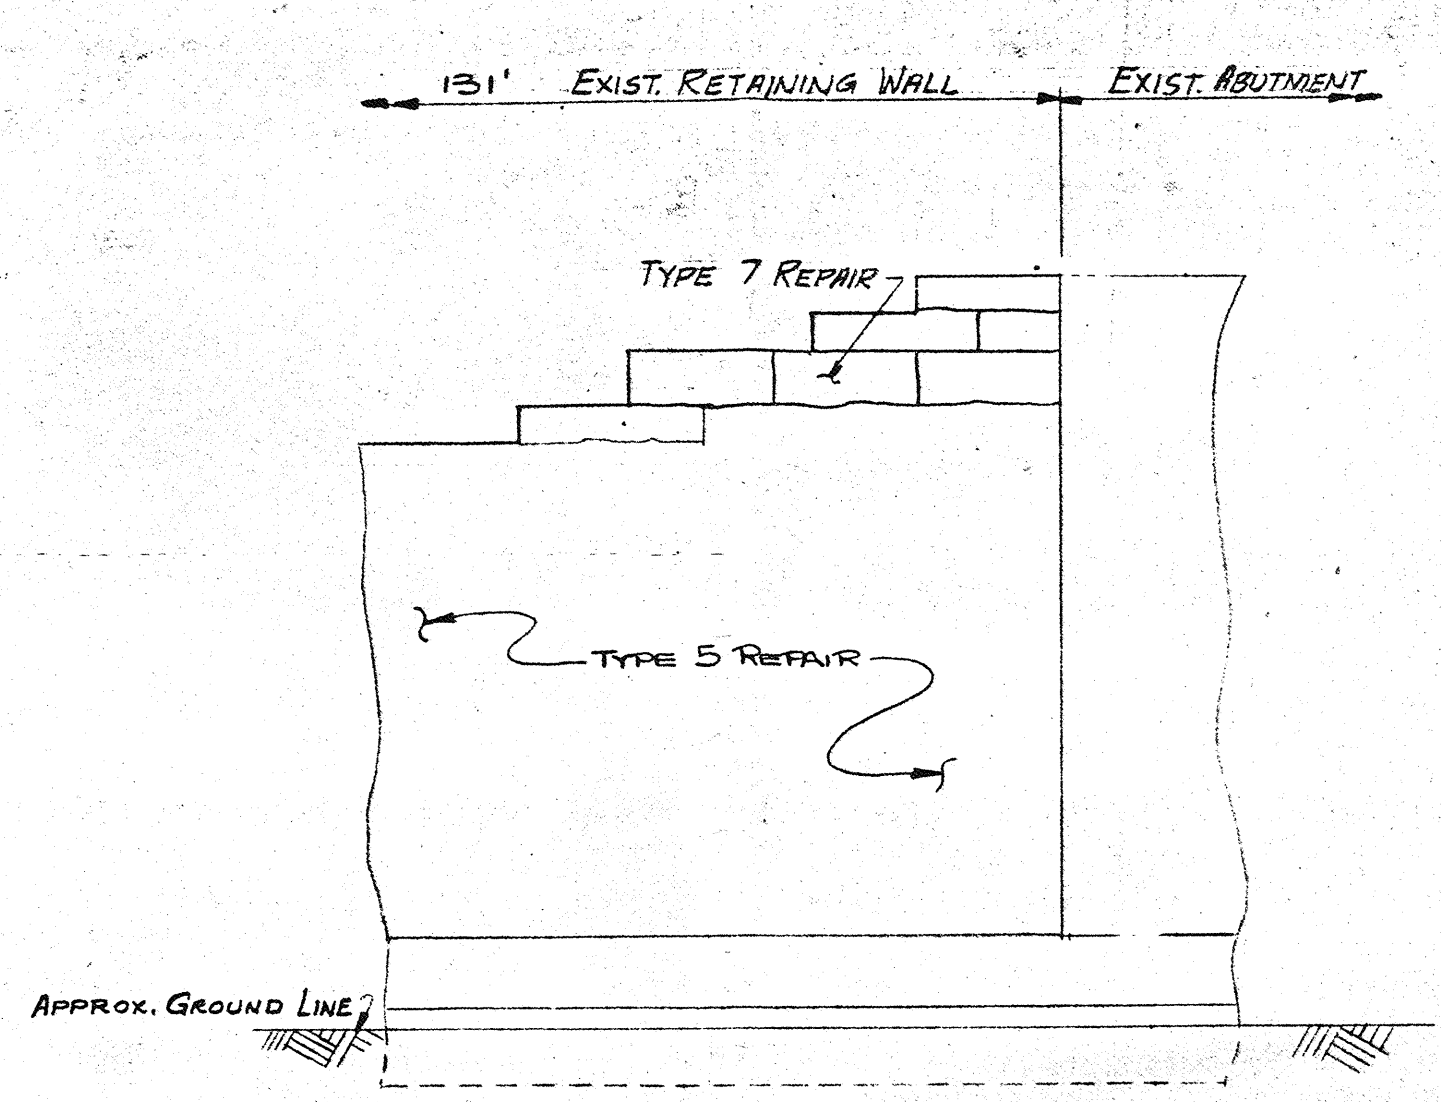 131' EXIST. RETAINING WALL EXIST. ABUTMENT
TYPE 7 REPAIR
TYPE 5 REPAIR
APPROX. GROUND LINE